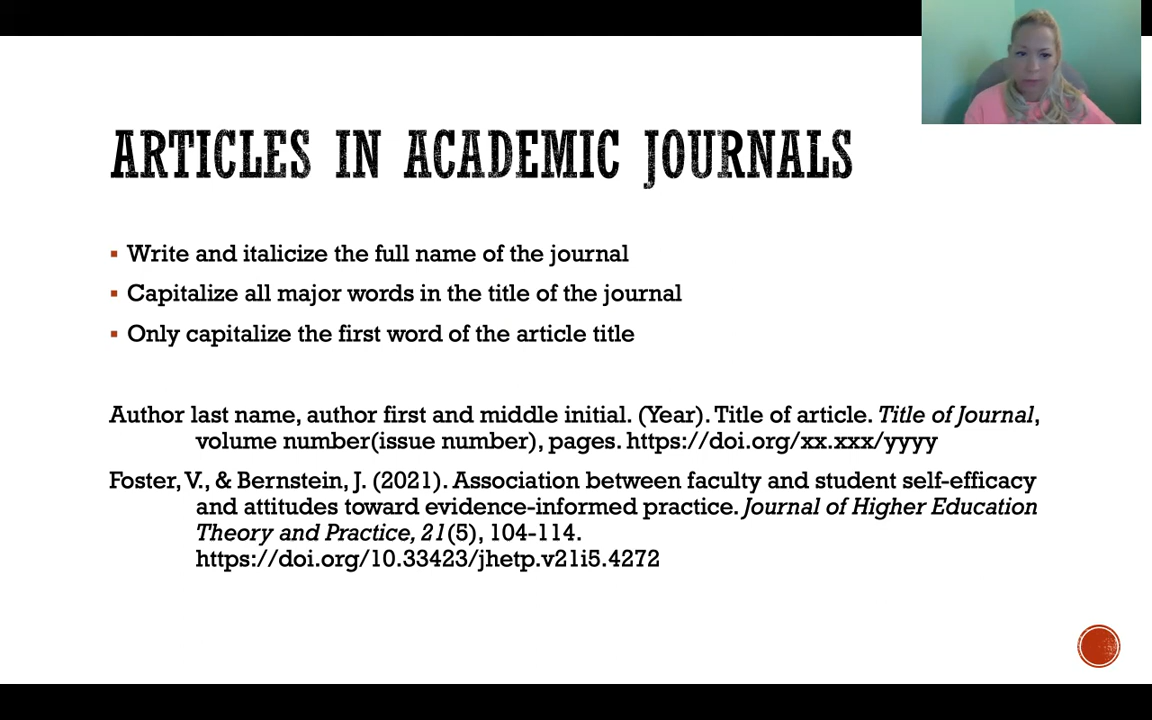 ARTICLES IN ACADEMIC JOURNALS
▪ Write and italicize the full name of the journal
▪ Capitalize all major words in the title of the journal
▪ Only capitalize the first word of the article title
Author last name, author first and middle initial. (Year). Title of article. Title of Journal,
volume number(issue number), pages. https://doi.org/xx.xxx/yyyy
Foster, V., & Bernstein, J. (2021). Association between faculty and student self-efficacy
and attitudes toward evidence-informed practice. Journal of Higher Education
Theory and Practice, 21(5), 104-114.
https://doi.org/10.33423/jhetp.v21i5.4272